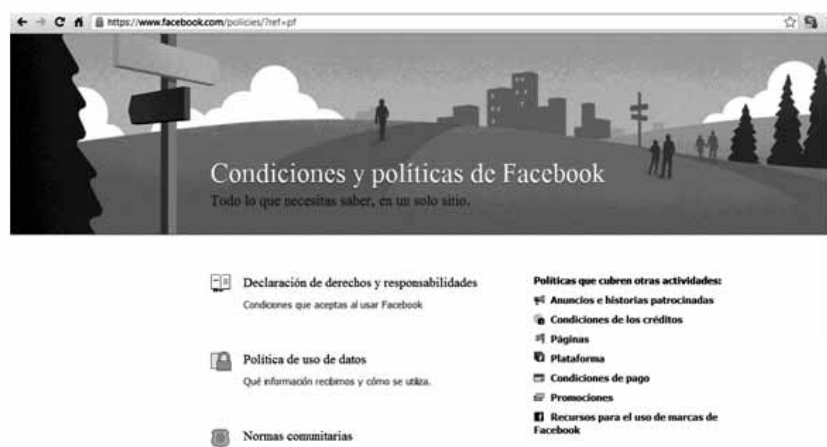 https://www.facebook.com/policies/?ref=pf
Condiciones y políticas de Facebook
Todo lo que necesitas saber, en un solo sitio.
Declaración de derechos y responsabilidades
Condiciones que aceptas al usar Facebook
Política de uso de datos
Qué información recibimos y cómo se utiliza.
Normas comunitarias
Políticas que cubren otras actividades:
Anuncios e historias patrocinadas
Condiciones de los créditos
Páginas
Plataforma
Condiciones de pago
Promociones
Recursos para el uso de marcas de
Facebook